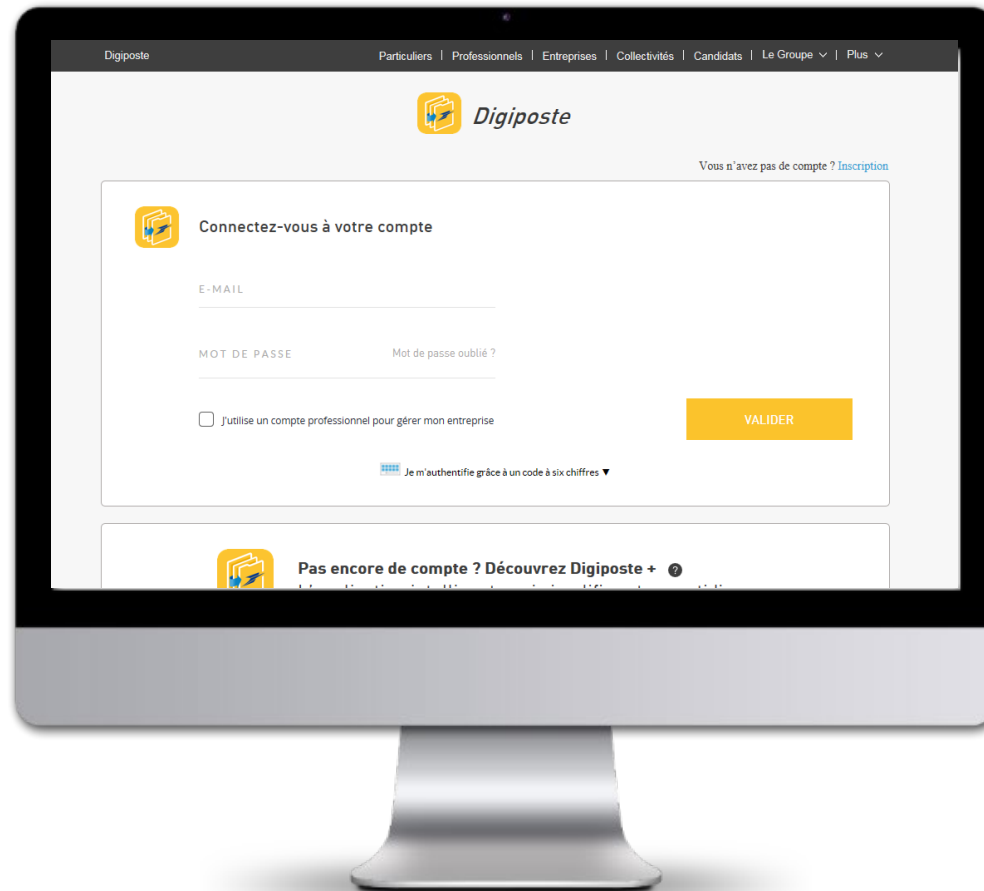 Digiposte Particuliers | Professionnels | Entreprises | Collectivités | Candidats | Le Groupe | Plus
Digiposte
Vous n'avez pas de compte ? Inscription
Connectez-vous à votre compte
E-MAIL
MOT DE PASSE Mot de passe oublié ?
J'utilise un compte professionnel pour gérer mon entreprise
VALIDER
Je m'authentifie grâce à un code à six chiffres ▼
Pas encore de compte ? Découvrez Digiposte + ?